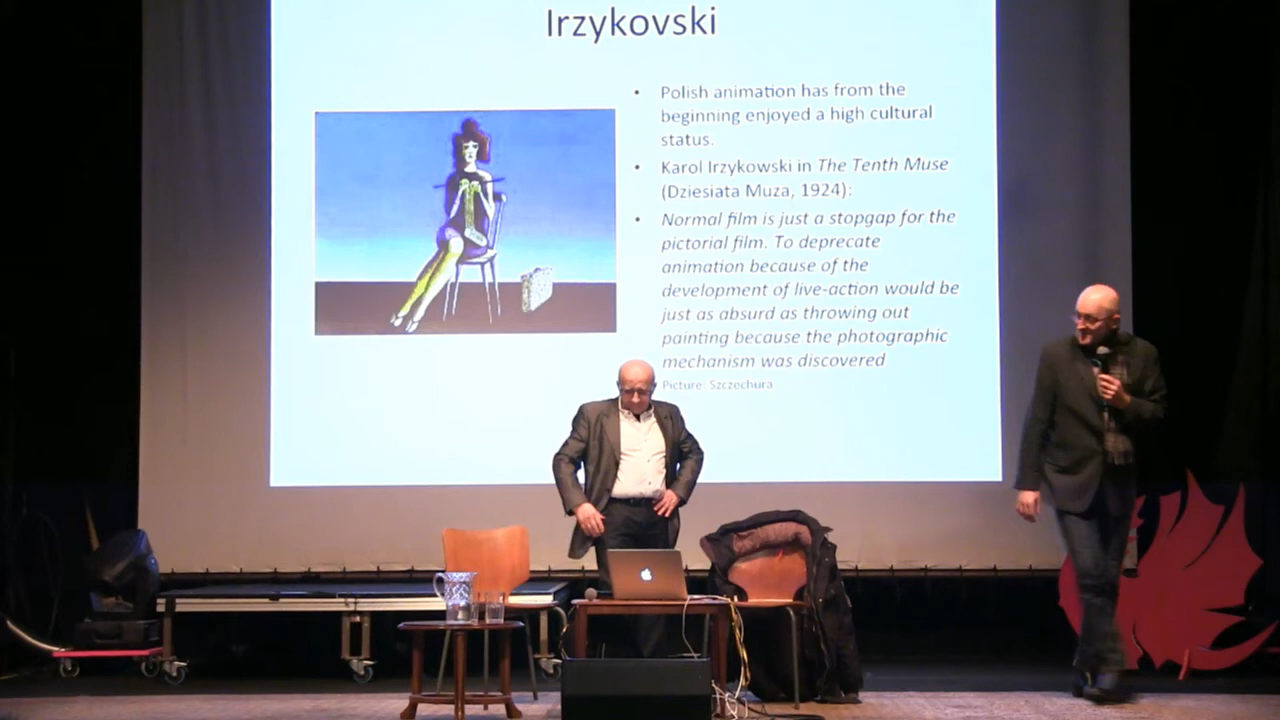 Irzykovski
• Polish animation has from the
beginning enjoyed a high cultural
status.
• Karol Irzykowski in The Tenth Muse
(Dziesiata Muza, 1924):
• Normal film is just a stopgap for the
pictorial film. To deprecate
animation because of the
development of live-action would be
just as absurd as throwing out
painting because the photographic
mechanism was discovered
Picture: Szczechura